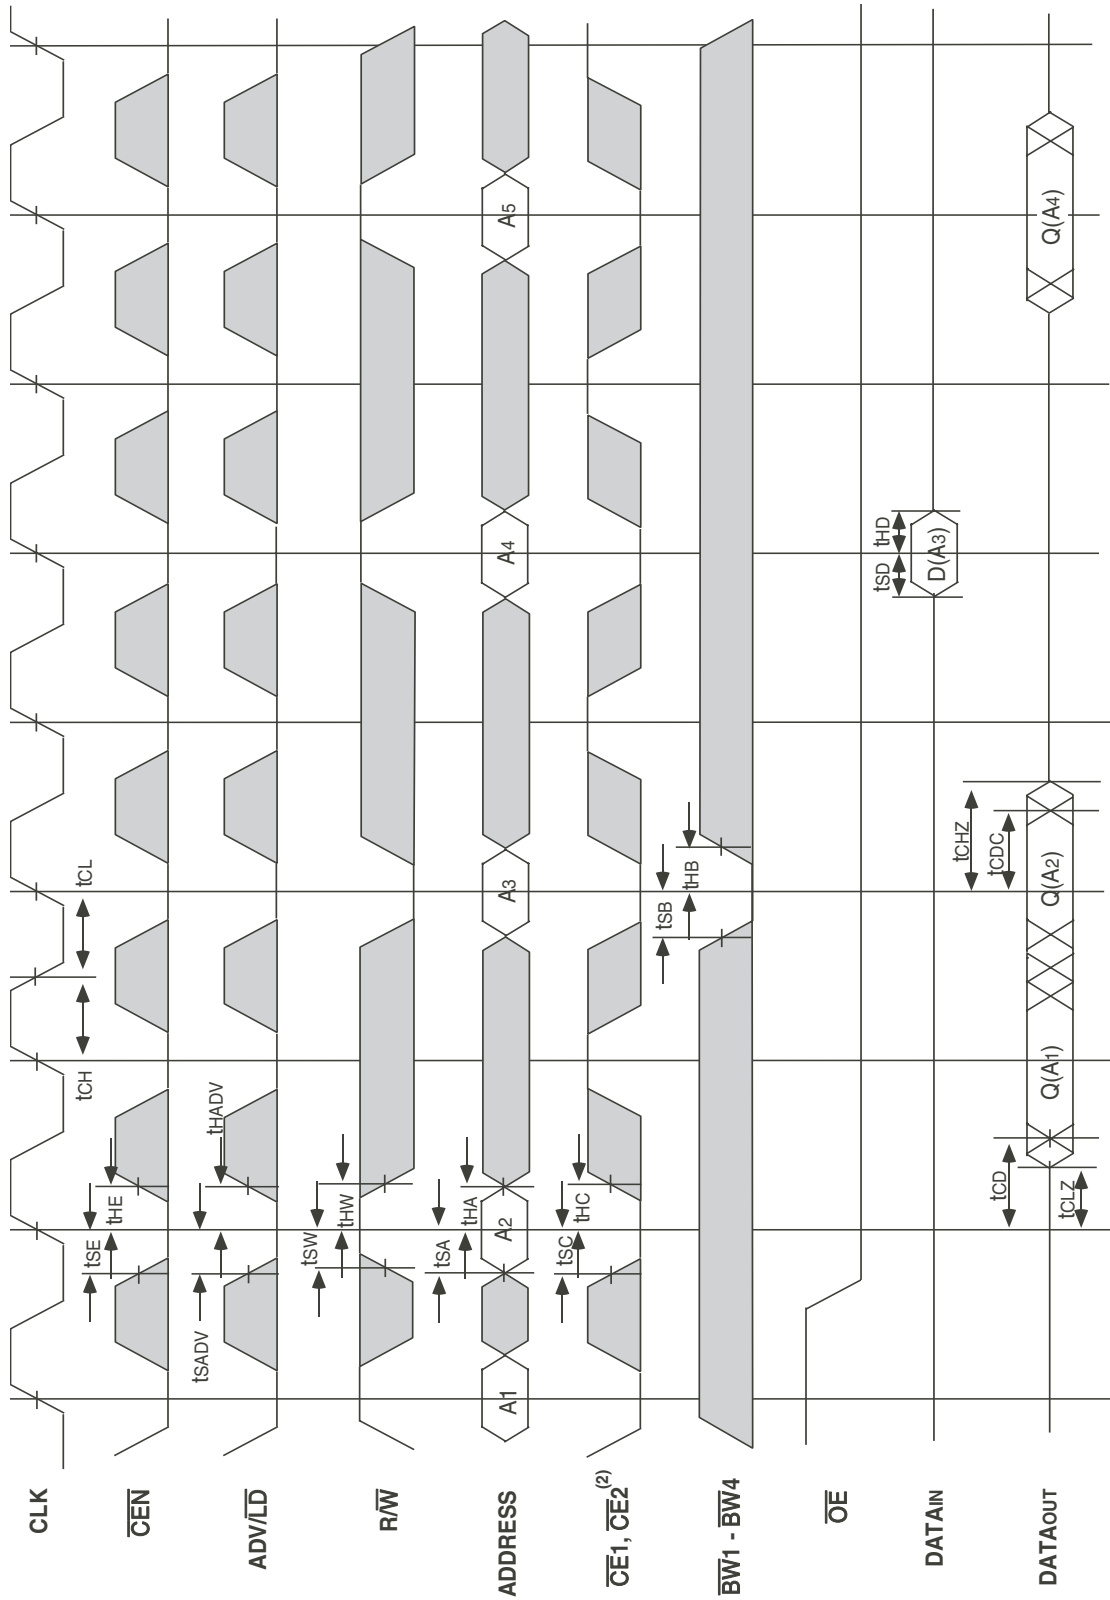 CLK
tCH
tCL
CEN
tSE
tHE
ADV/LD
tSADV
tHADV
R/W
tSW
tHW
ADDRESS
A1
tSA
tHA
A2
A3
A4
A5
CE1, CE2(2)
tSC
tHC
BW1 - BW4
tSB
tHB
OE
DATAIN
tSD
tHD
D(A3)
DATAOUT
tCD
tCLZ
Q(A1)
tCHZ
tCDC
Q(A2)
Q(A4)